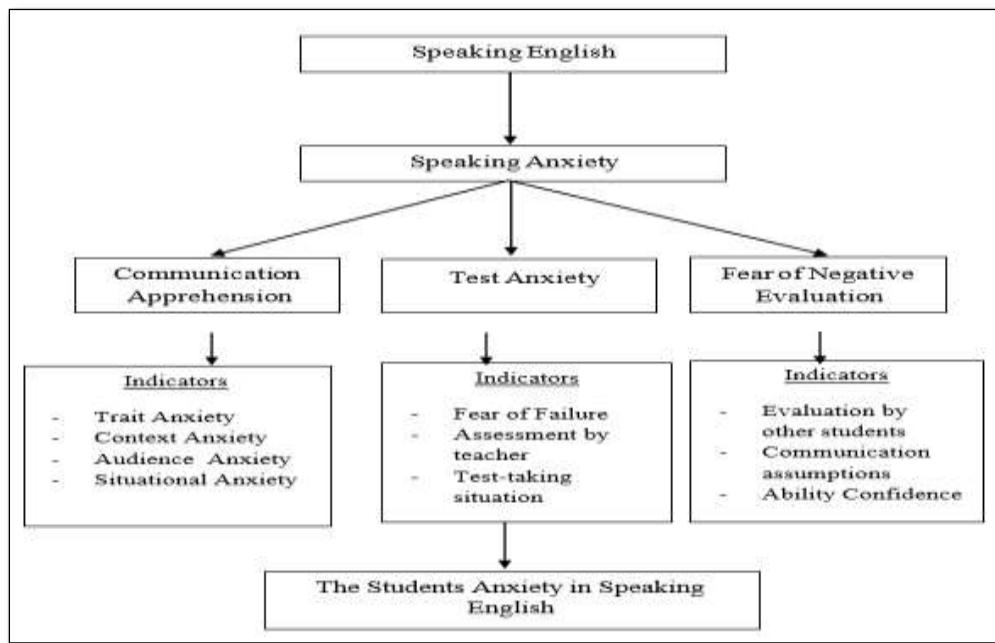 Speaking English
Speaking Anxiety
Communication
Apprehension
Test Anxiety
Fear of Negative
Evaluation
Indicators
- Trait Anxiety
- Context Anxiety
- Audience Anxiety
- Situational Anxiety
Indicators
- Fear of Failure
- Assessment by
teacher
- Test-taking
situation
Indicators
- Evaluation by
other students
- Communication
assumptions
- Ability Confidence
The Students Anxiety in Speaking
English